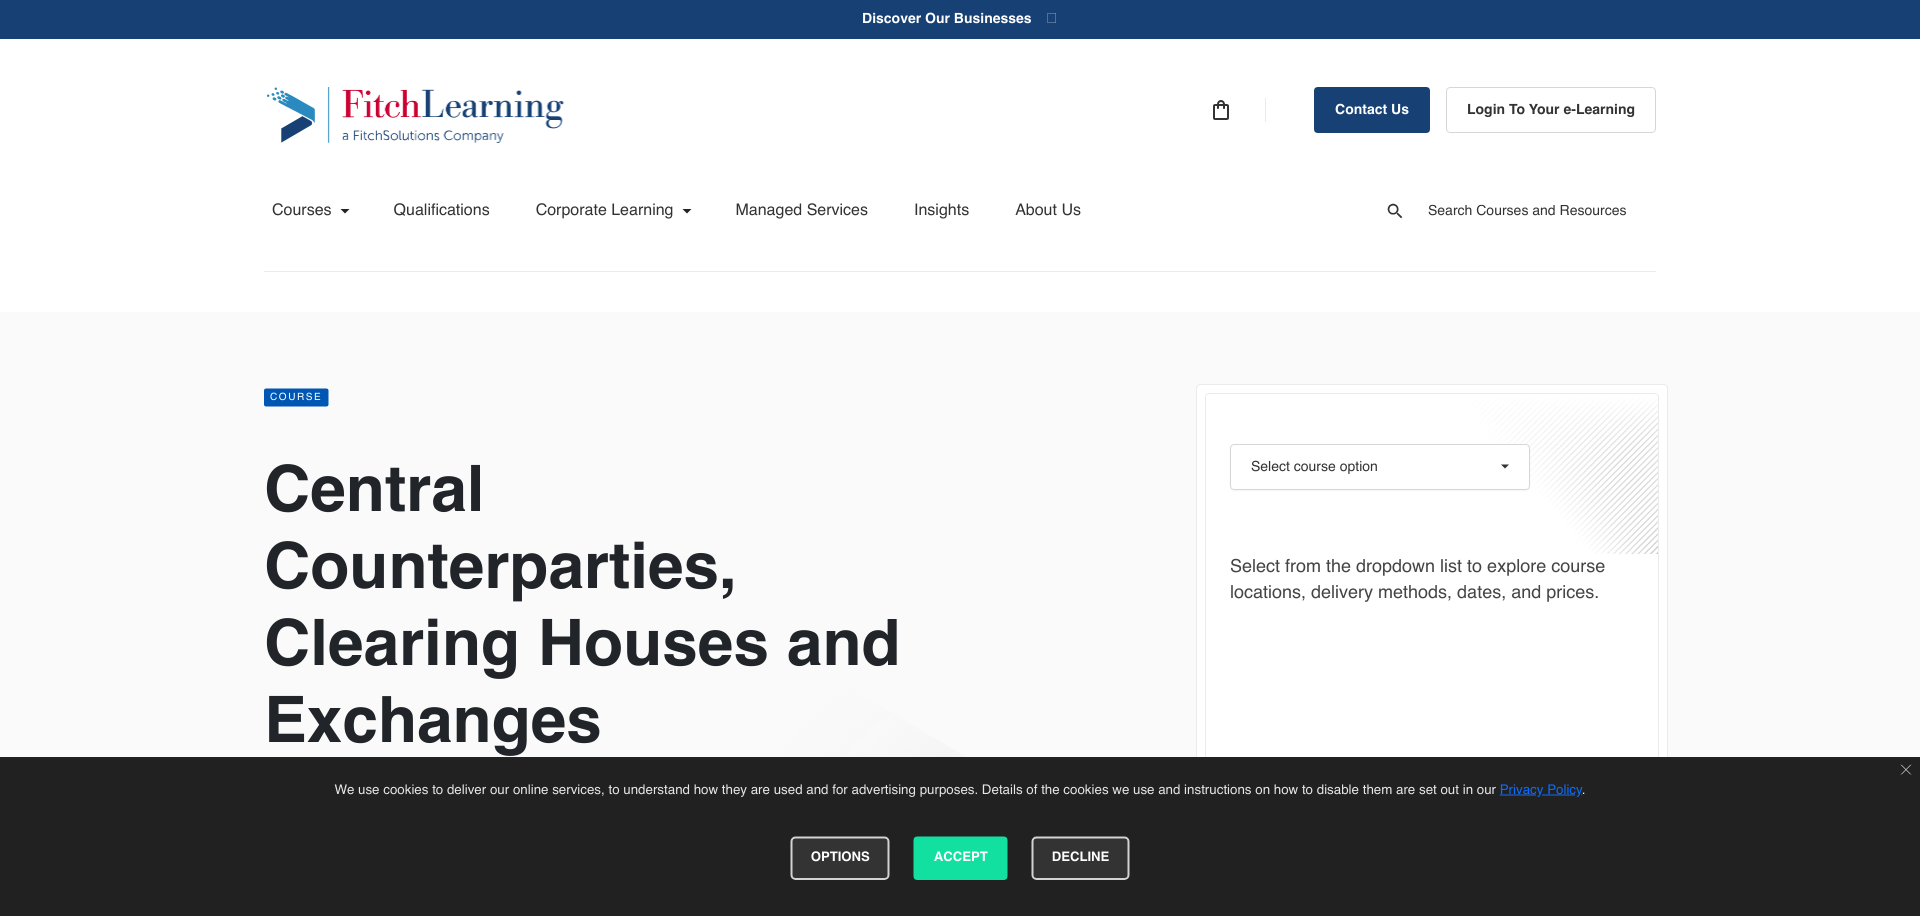 Discover Our Businesses
FitchLearning
a FitchSolutions Company
Contact Us
Login To Your e-Learning
Courses
Qualifications
Corporate Learning
Managed Services
Insights
About Us
Search Courses and Resources
COURSE
Central
Counterparties,
Clearing Houses and
Exchanges
Select course option
Select from the dropdown list to explore course
locations, delivery methods, dates, and prices.
We use cookies to deliver our online services, to understand how they are used and for advertising purposes. Details of the cookies we use and instructions on how to disable them are set out in our Privacy Policy.
OPTIONS
ACCEPT
DECLINE